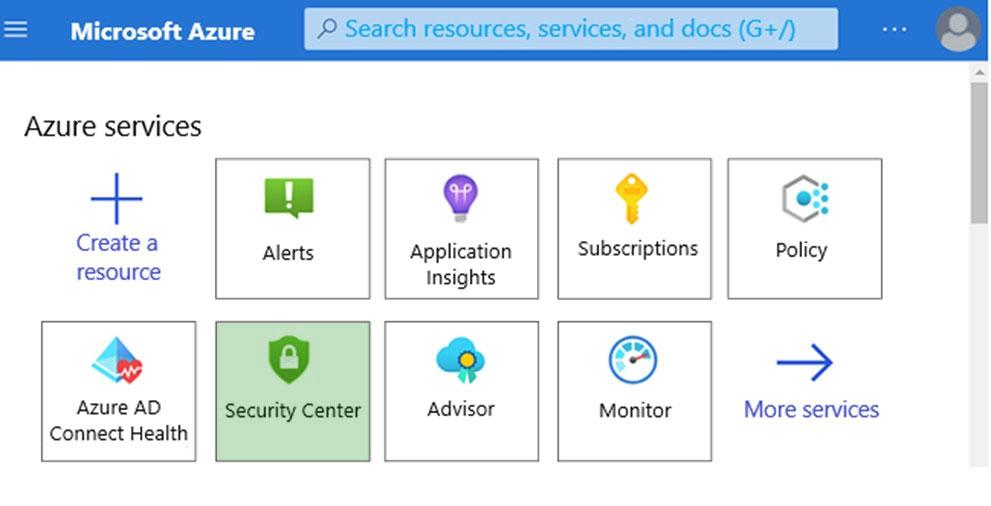 Microsoft Azure
Search resources, services, and docs (G+/)
...
Azure services
Create a
resource
Alerts
Application
Insights
Subscriptions
Policy
Azure AD
Connect Health
Security Center
Advisor
Monitor
More services